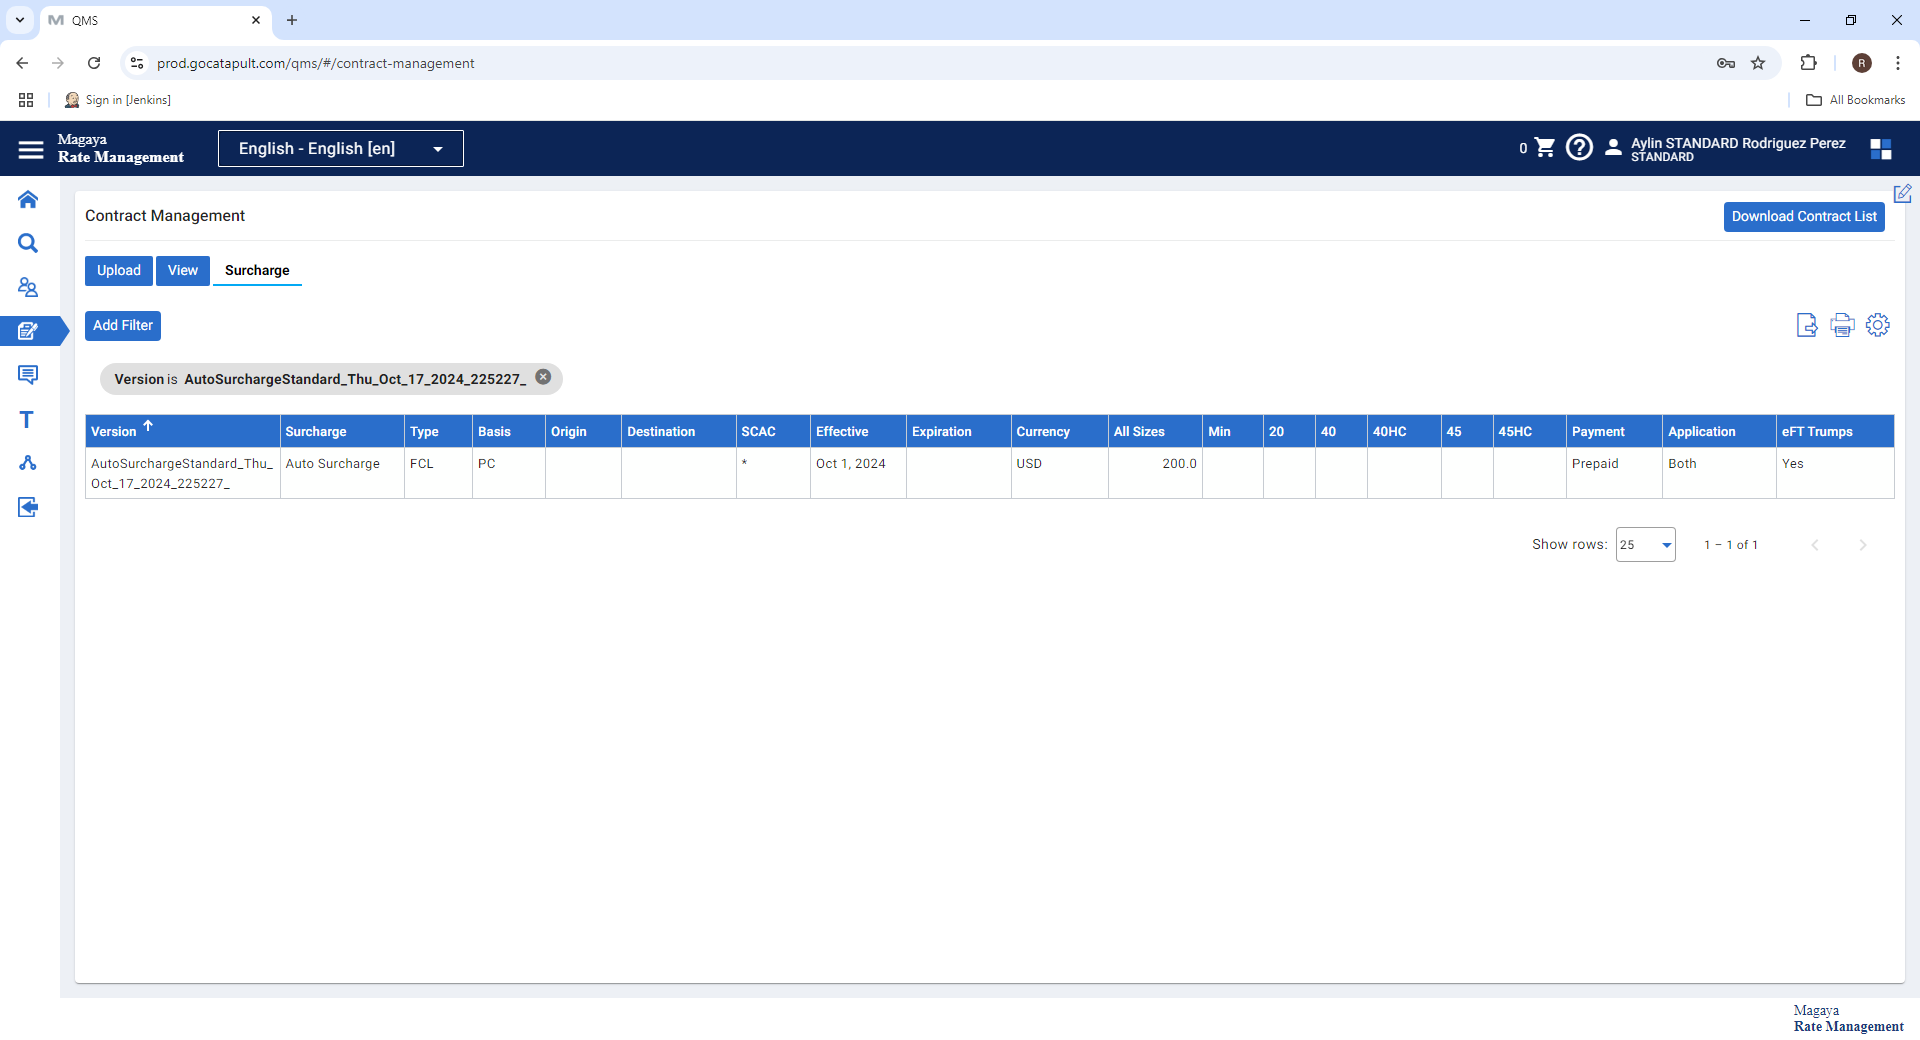 QMS
prod.gocatapult.com/qms/#/contract-management
R
Sign in [Jenkins]
All Bookmarks
Magaya
Rate Management
English - English [en]
0
Aylin STANDARD Rodriguez Perez
STANDARD
Contract Management
Download Contract List
Upload View Surcharge
Add Filter
Version is AutoSurchargeStandard_Thu_Oct_17_2024_225227_
Version Surcharge Type Basis Origin Destination SCAC Effective Expiration Currency All Sizes Min 20 40 40HC 45 45HC Payment Application eFT Trumps
AutoSurchargeStandard_Thu_ Auto Surcharge FCL PC * Oct 1, 2024 USD 200.0 Prepaid Both Yes
Oct_17_2024_225227_
Show rows: 25 1 – 1 of 1
T
Magaya
Rate Management